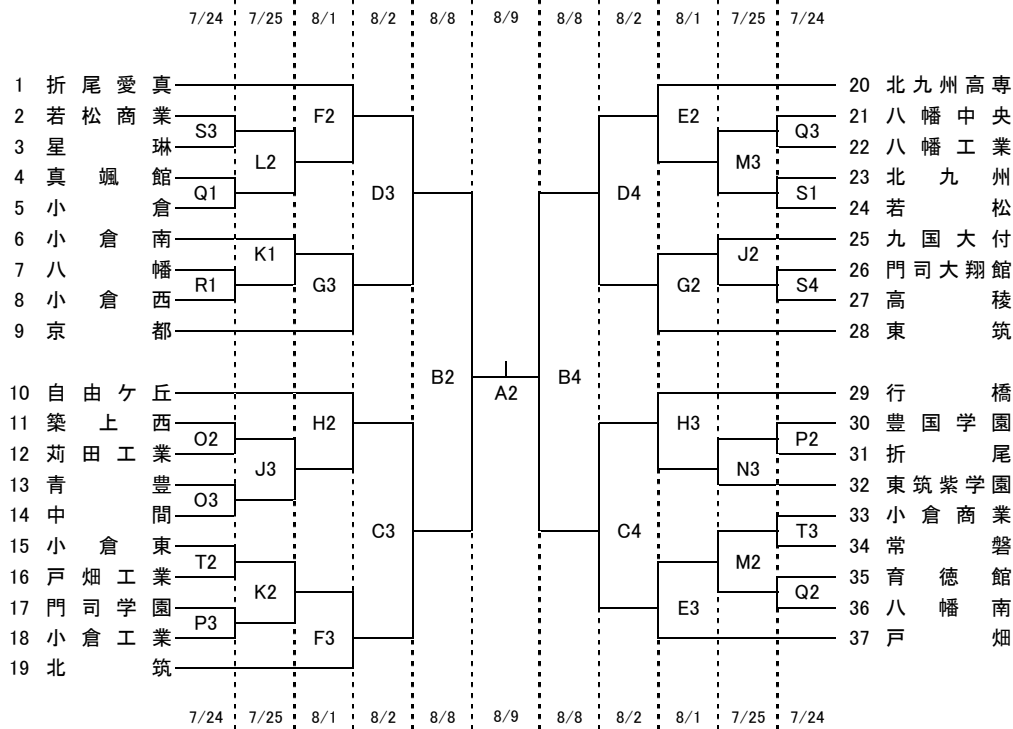 7/24 7/25 8/1 8/2 8/8 8/9 8/8 8/2 8/1 7/25 7/24
1 折尾愛真 20 北九州高専
2 若松商業 F2 E2 21 八幡中央
S3 Q3
3 星琳 22 八幡工業
L2 M3
4 真颯館 23 北九州
Q1 D3 D4 S1
5 小倉 24 若松
6 小倉南 25 九国大付
K1 J2
7 八幡 26 門司大翔館
R1 G3 G2 S4
8 小倉西 27 高稜
9 京都 28 東筑
B2 A2 B4
10 自由ケ丘 29 行橋
11 築上西 H2 H3 30 豊国学園
O2 P2
12 苅田工業 31 折尾
J3 N3
13 青豊 32 東筑紫学園
O3
14 中間 33 小倉商業
C3 C4 T3
15 小倉東 34 常磐
T2 M2
16 戸畑工業 35 育徳館
K2 Q2
17 門司学園 36 八幡南
P3 E3
18 小倉工業 F3 37 戸畑
19 北筑
7/24 7/25 8/1 8/2 8/8 8/9 8/8 8/2 8/1 7/25 7/24